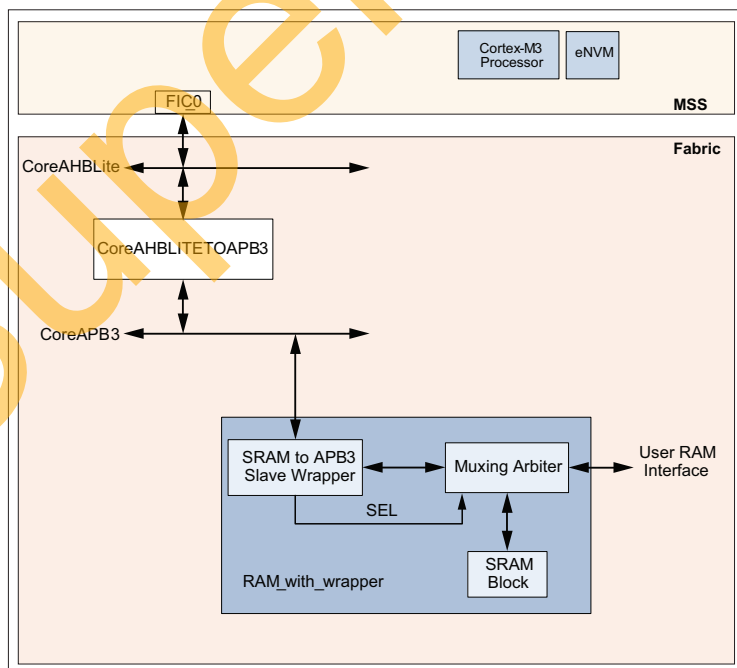 Cortex-M3
Processor
eNVM
FIC_0
MSS
Fabric
CoreAHBLite
CoreAHBLITETOAPB3
CoreAPB3
SRAM to APB3
Slave Wrapper
Muxing Arbiter
User RAM
Interface
SEL
SRAM
Block
RAM_with_wrapper